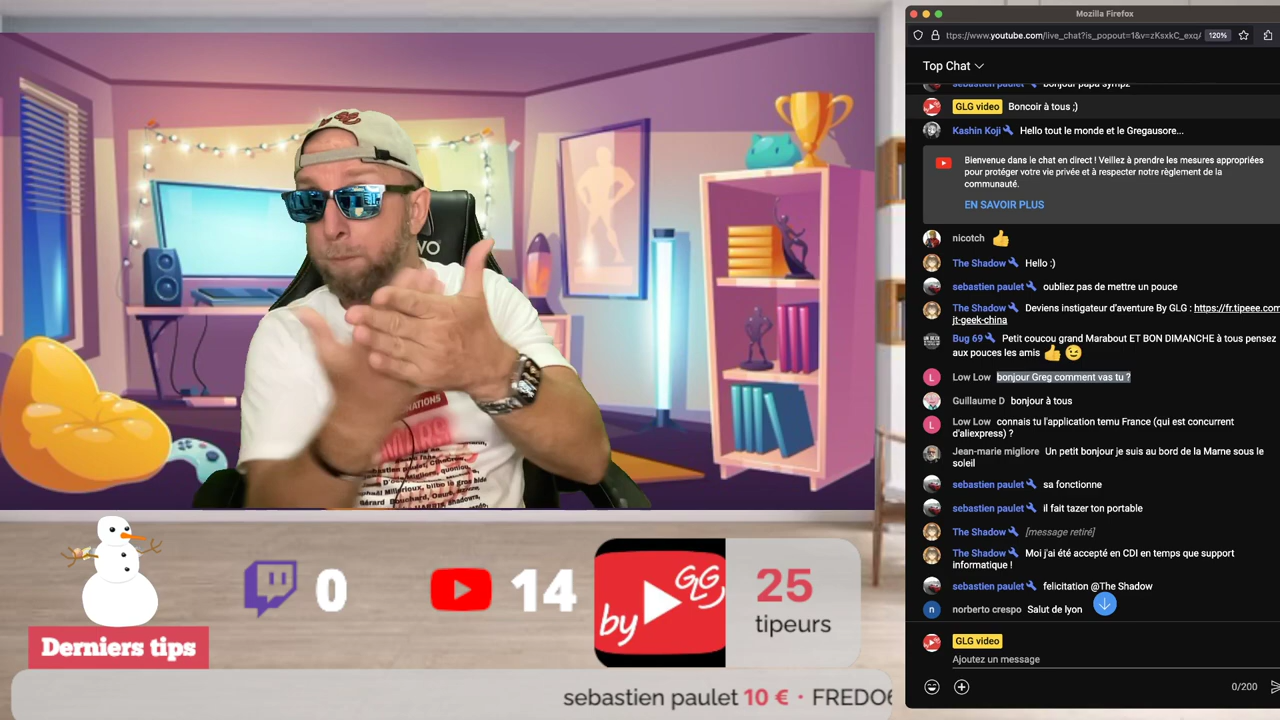 Mozilla Firefox
ttps://www.youtube.com/live_chat?is_popout=1&v=zKsxkC_exq/
120%
Top Chat
sebastien paulet bonjour papa sympz
GLG video Boncoir à tous ;)
Kashin Koji Hello tout le monde et le Gregausore...
Bienvenue dans le chat en direct ! Veillez à prendre les mesures appropriées
pour protéger votre vie privée et à respecter notre règlement de la
communauté.
EN SAVOIR PLUS
nicotch
The Shadow Hello :)
sebastien paulet oubliez pas de mettre un pouce
The Shadow Deviens instigateur d'aventure By GLG : https://fr.tipeee.com
jt-geek-china
Bug 69 Petit coucou grand Marabout ET BON DIMANCHE à tous pensez
aux pouces les amis
Low Low bonjour Greg comment vas tu ?
Guillaume D bonjour à tous
Low Low connais tu l'application temu France (qui est concurrent
d'aliexpress) ?
Jean-marie migliore Un petit bonjour je suis au bord de la Marne sous le
soleil
sebastien paulet sa fonctionne
sebastien paulet il fait tazer ton portable
The Shadow [message retiré]
The Shadow Moi j'ai été accepté en CDI en temps que support
informatique !
sebastien paulet felicitation @The Shadow
norberto crespo Salut de lyon
GLG video
Ajoutez un message
0/200
VO
0
14
by GLG
25
tipeurs
Derniers tips
sebastien paulet 10 € · FREDO